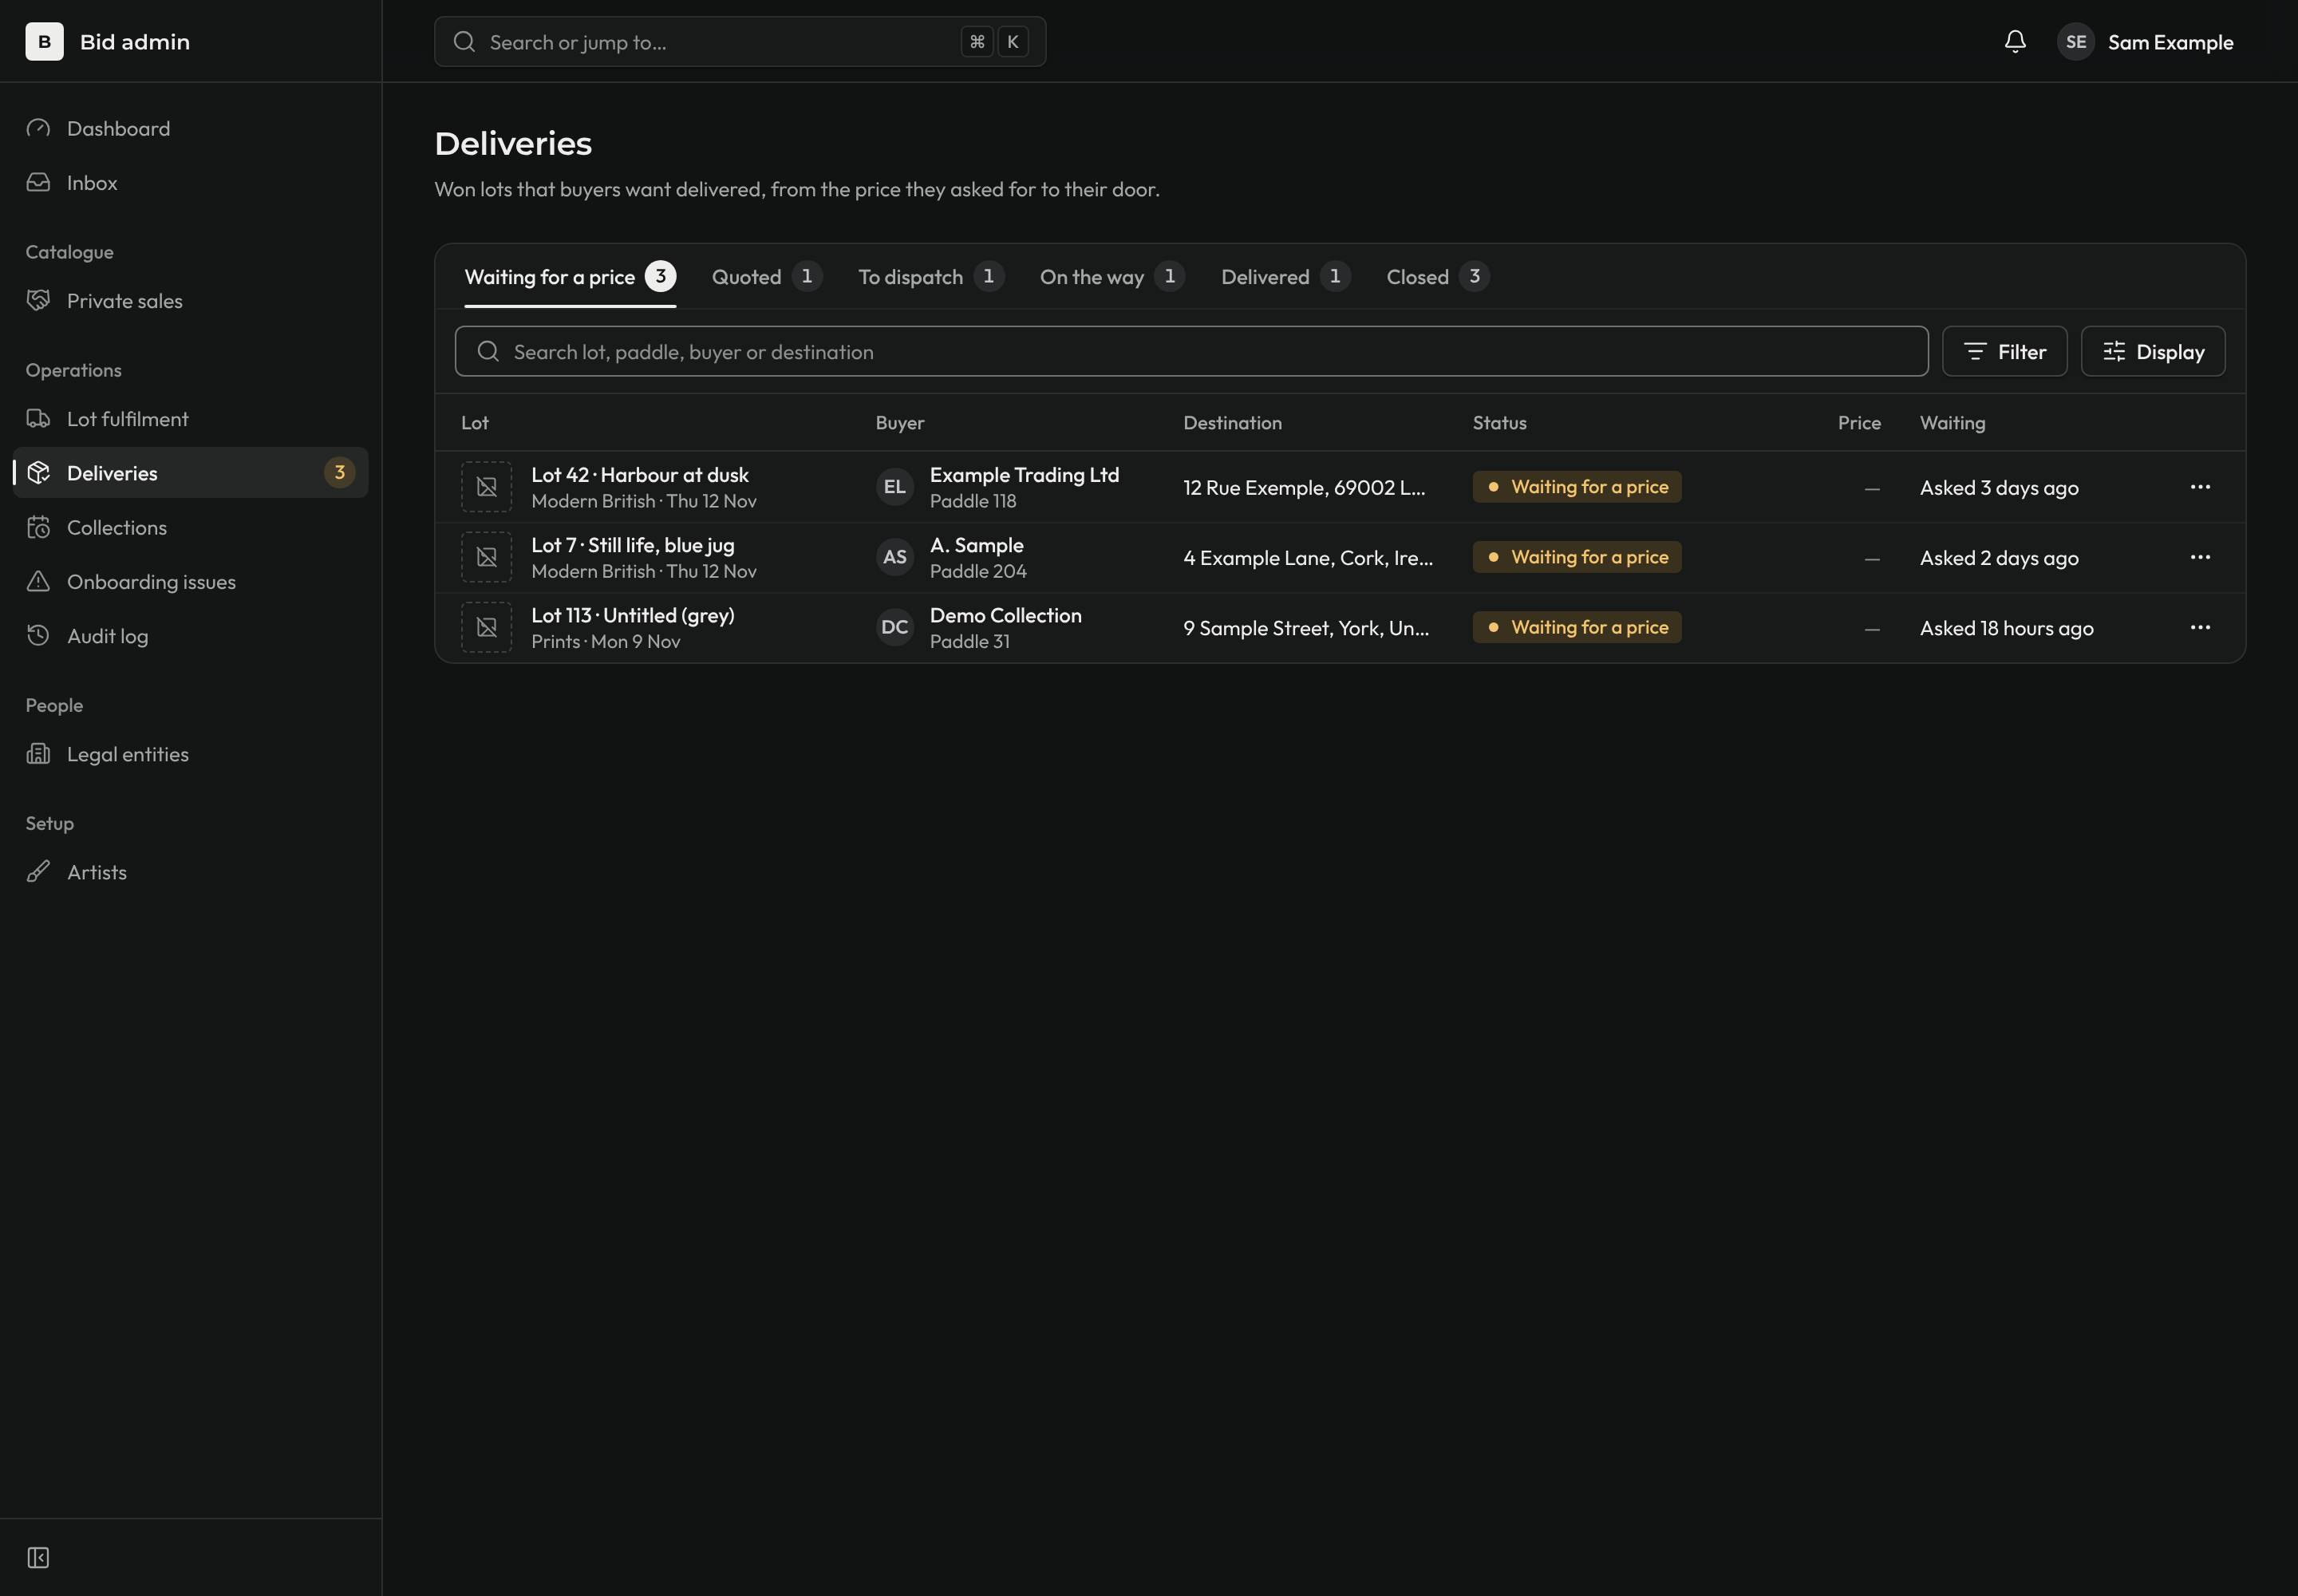 B Bid admin
Search or jump to... ⌘ K
SE Sam Example
Dashboard
Inbox
Catalogue
Private sales
Operations
Lot fulfilment
Deliveries 3
Collections
Onboarding issues
Audit log
People
Legal entities
Setup
Artists
Deliveries
Won lots that buyers want delivered, from the price they asked for to their door.
Waiting for a price 3 Quoted 1 To dispatch 1 On the way 1 Delivered 1 Closed 3
Search lot, paddle, buyer or destination Filter Display
Lot Buyer Destination Status Price Waiting
Lot 42 · Harbour at dusk
Modern British · Thu 12 Nov
EL Example Trading Ltd
Paddle 118
12 Rue Exemple, 69002 L...
Waiting for a price
—
Asked 3 days ago
Lot 7 · Still life, blue jug
Modern British · Thu 12 Nov
AS A. Sample
Paddle 204
4 Example Lane, Cork, Ire...
Waiting for a price
—
Asked 2 days ago
Lot 113 · Untitled (grey)
Prints · Mon 9 Nov
DC Demo Collection
Paddle 31
9 Sample Street, York, Un...
Waiting for a price
—
Asked 18 hours ago